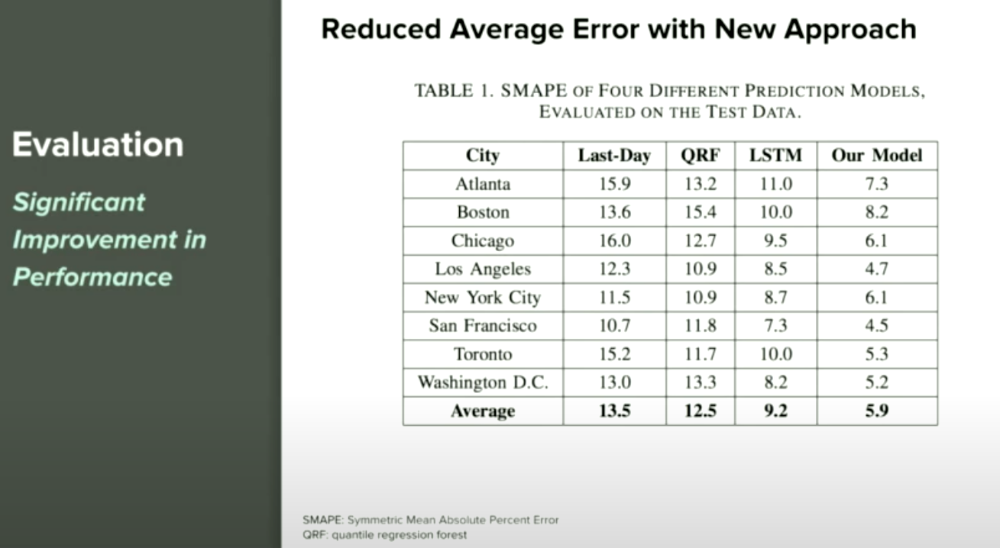 Evaluation
Significant
Improvement in
Performance
Reduced Average Error with New Approach
TABLE 1. SMAPE OF FOUR DIFFERENT PREDICTION MODELS,
EVALUATED ON THE TEST DATA.
City Last-Day QRF LSTM Our Model
Atlanta 15.9 13.2 11.0 7.3
Boston 13.6 15.4 10.0 8.2
Chicago 16.0 12.7 9.5 6.1
Los Angeles 12.3 10.9 8.5 4.7
New York City 11.5 10.9 8.7 6.1
San Francisco 10.7 11.8 7.3 4.5
Toronto 15.2 11.7 10.0 5.3
Washington D.C. 13.0 13.3 8.2 5.2
Average 13.5 12.5 9.2 5.9
SMAPE: Symmetric Mean Absolute Percent Error
QRF: quantile regression forest